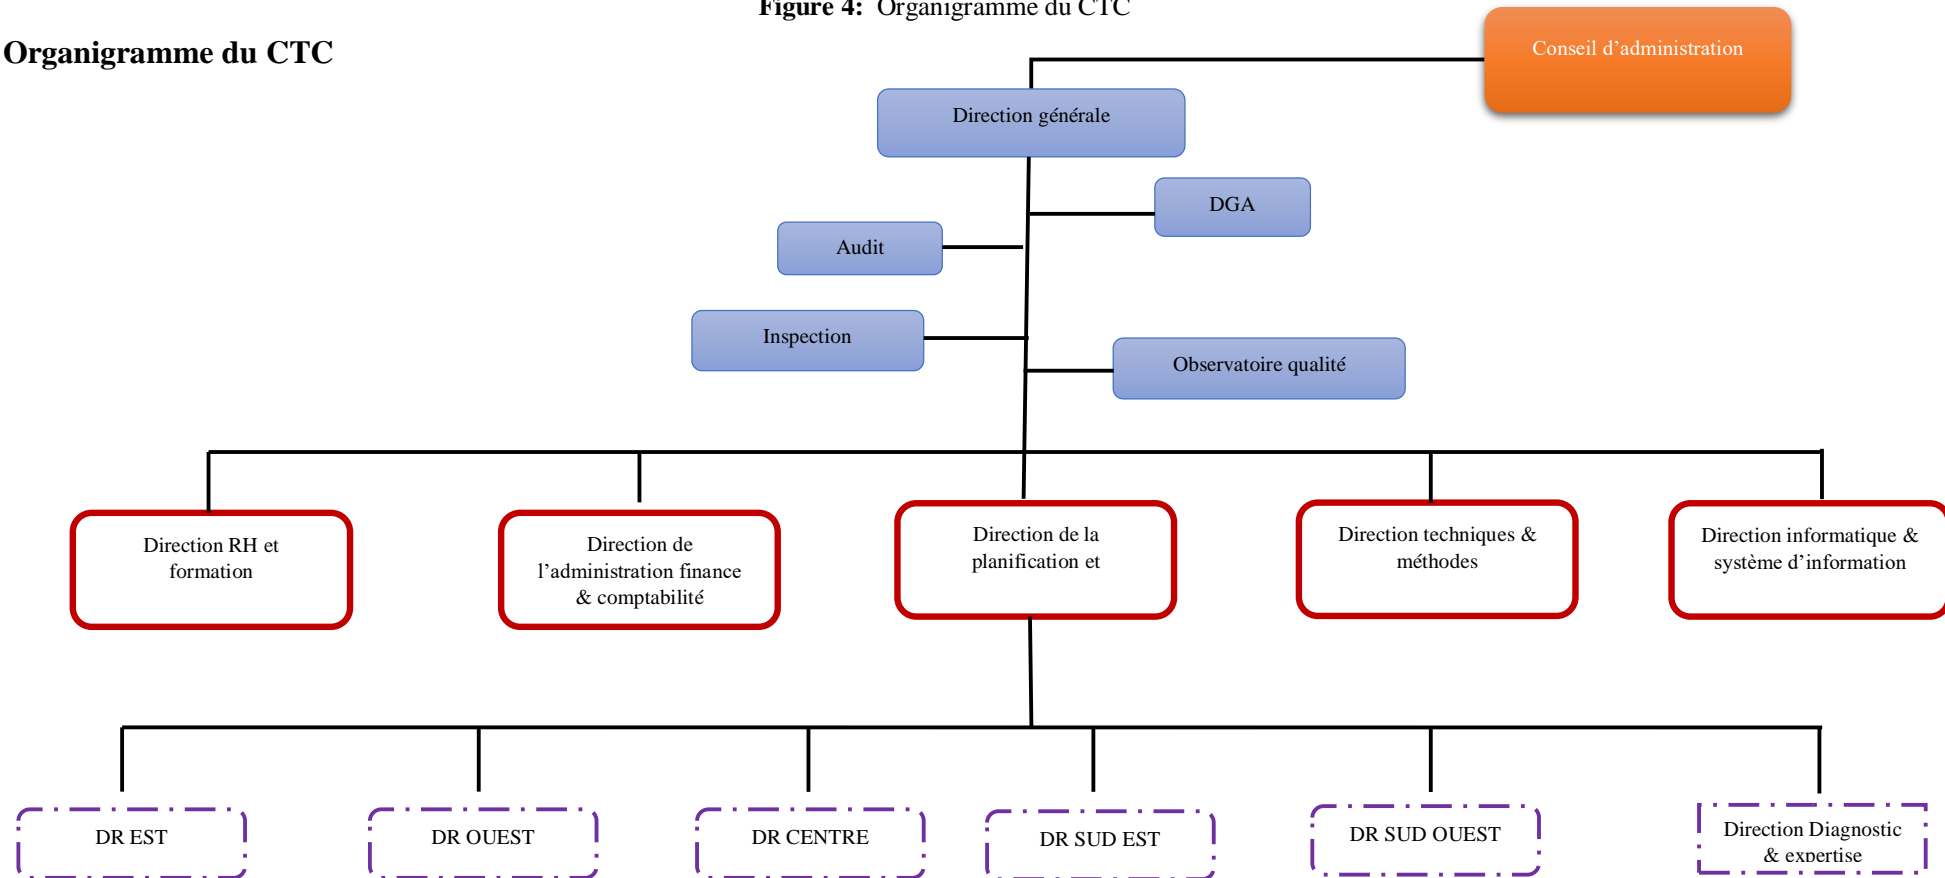 Figure 4: Organigramme du CTC
Organigramme du CTC
Conseil d’administration
Direction générale
DGA
Audit
Inspection
Observatoire qualité
Direction RH et
formation
Direction de
l’administration finance
& comptabilité
Direction de la
planification et
Direction techniques &
méthodes
Direction informatique &
système d’information
DR EST
DR OUEST
DR CENTRE
DR SUD EST
DR SUD OUEST
Direction Diagnostic
& expertise